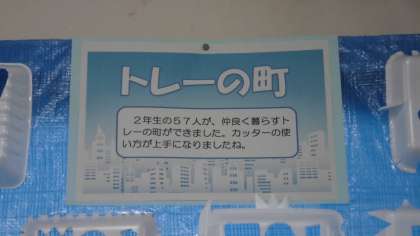 トレーの町
２年生の５７人が、仲良く暮らすト
レーの町ができました。カッターの使
い方が上手になりましたね。